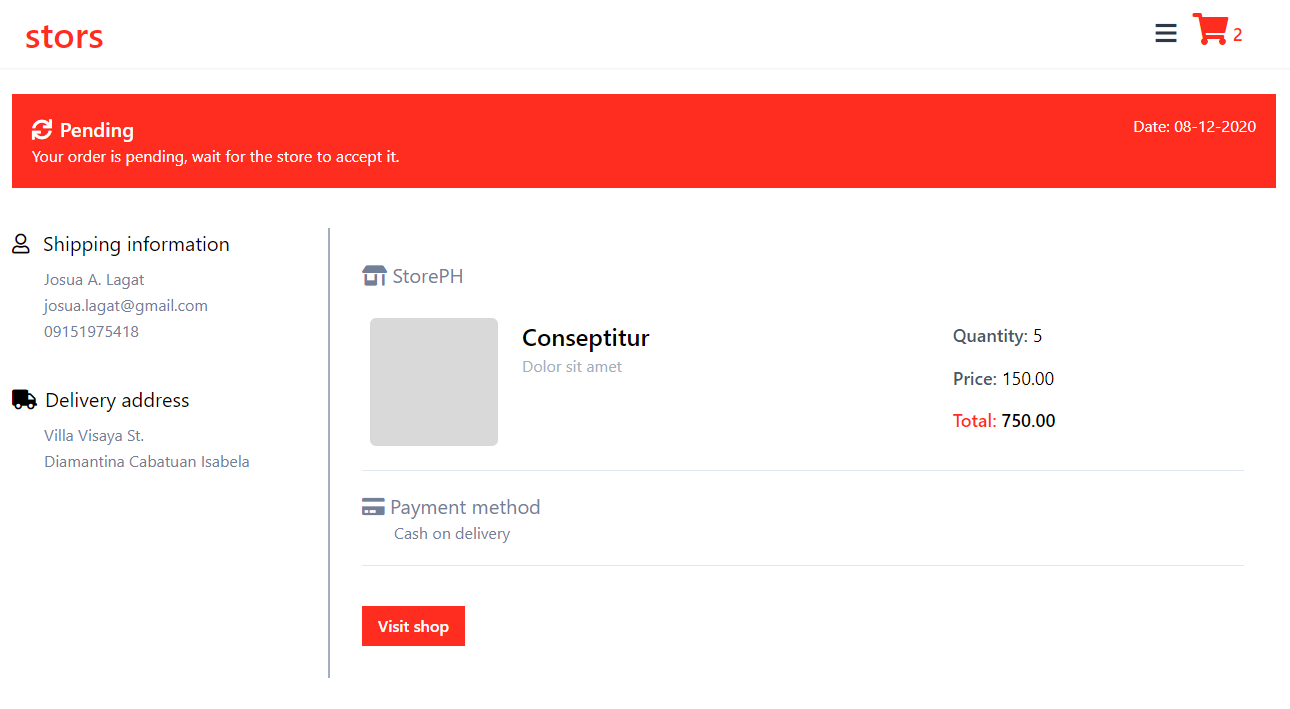 stors
2
Pending
Date: 08-12-2020
Your order is pending, wait for the store to accept it.
Shipping information
Josua A. Lagat
josua.lagat@gmail.com
09151975418
Delivery address
Villa Visaya St.
Diamantina Cabatuan Isabela
StorePH
Conseptitur
Dolor sit amet
Quantity: 5
Price: 150.00
Total: 750.00
Payment method
Cash on delivery
Visit shop